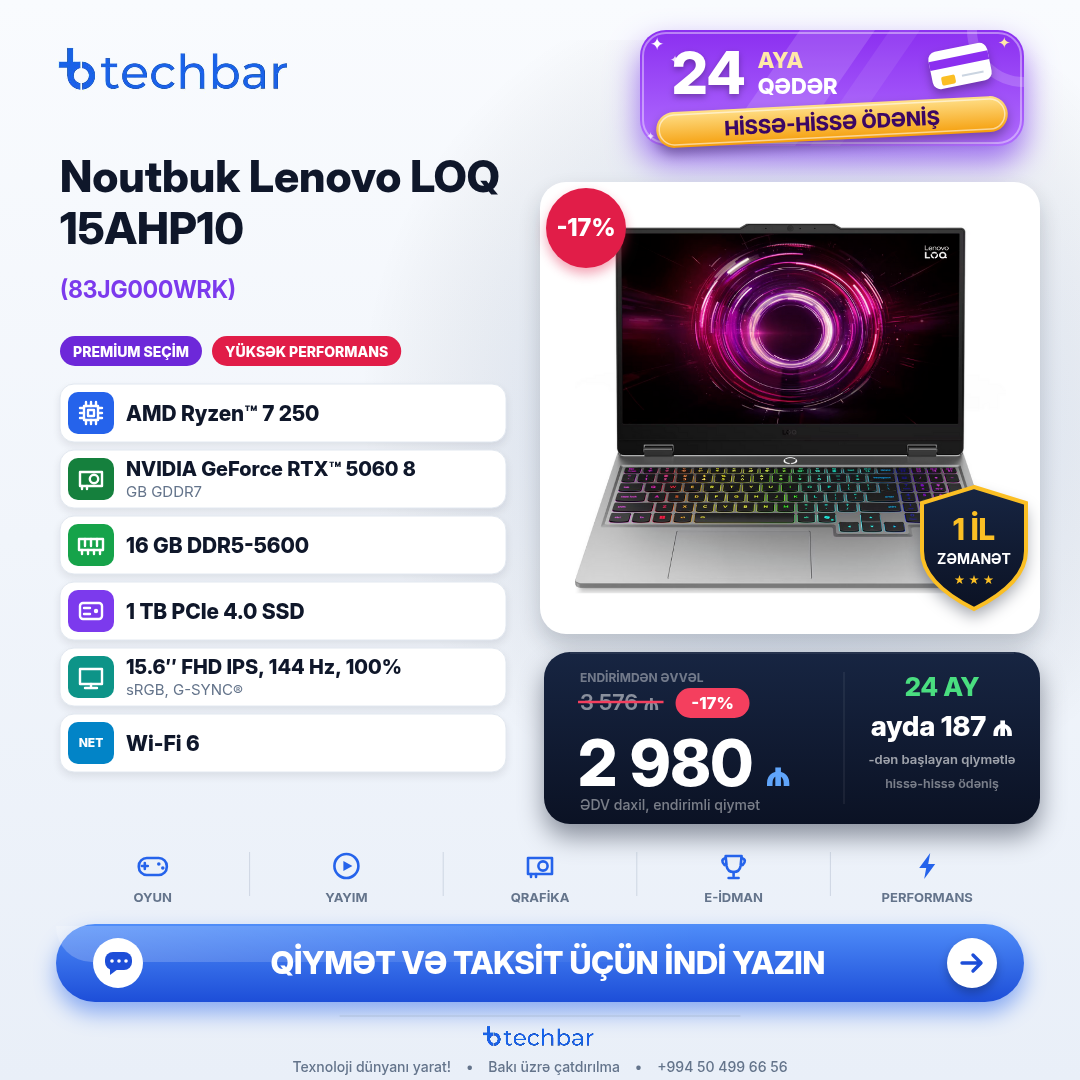 techbar
24 AYA
QƏDƏR
HİSSƏ-HİSSƏ ÖDƏNİŞ
Noutbuk Lenovo LOQ
15AHP10
(83JG000WRK)
PREMİUM SEÇİM
YÜKSƏK PERFORMANS
AMD Ryzen™ 7 250
NVIDIA GeForce RTX™ 5060 8
GB GDDR7
16 GB DDR5-5600
1 TB PCIe 4.0 SSD
15.6″ FHD IPS, 144 Hz, 100%
sRGB, G-SYNC®
NET
Wi-Fi 6
-17%
Lenovo
LOQ
1 İL
ZƏMANƏT
ENDİRİMDƏN ƏVVƏL
3 576 ₼
-17%
2 980 ₼
ƏDV daxil, endirimli qiymət
24 AY
ayda 187 ₼
-dən başlayan qiymətlə
hissə-hissə ödəniş
OYUN
YAYIM
QRAFİKA
E-İDMAN
PERFORMANS
QİYMƏT VƏ TAKSİT ÜÇÜN İNDİ YAZIN
techbar
Texnoloji dünyanı yarat! • Bakı üzrə çatdırılma • +994 50 499 66 56